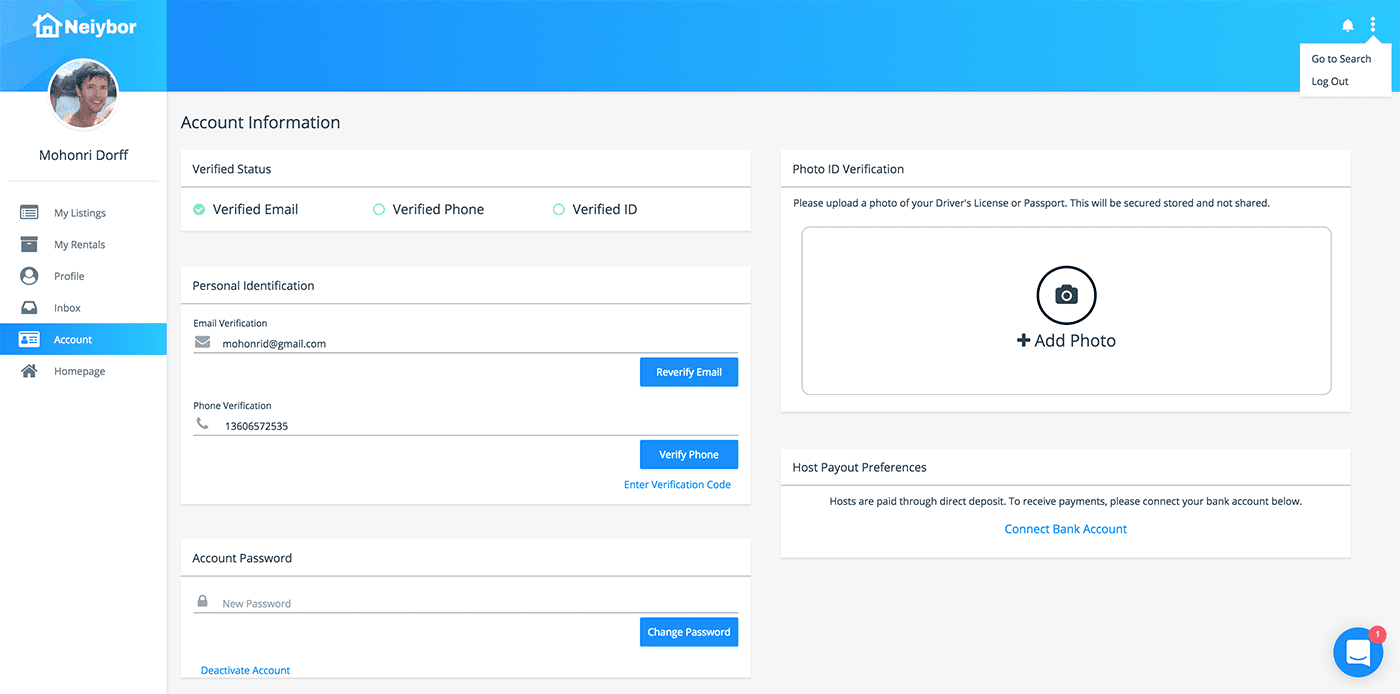 Neiybor
Go to Search
Log Out
Mohonri Dorff
My Listings
My Rentals
Profile
Inbox
Account
Homepage
Account Information
Verified Status
Verified Email
Verified Phone
Verified ID
Personal Identification
Email Verification
mohonrid@gmail.com
Reverify Email
Phone Verification
13606572535
Verify Phone
Enter Verification Code
Account Password
New Password
Change Password
Deactivate Account
Photo ID Verification
Please upload a photo of your Driver's License or Passport. This will be secured stored and not shared.
+ Add Photo
Host Payout Preferences
Hosts are paid through direct deposit. To receive payments, please connect your bank account below.
Connect Bank Account
1